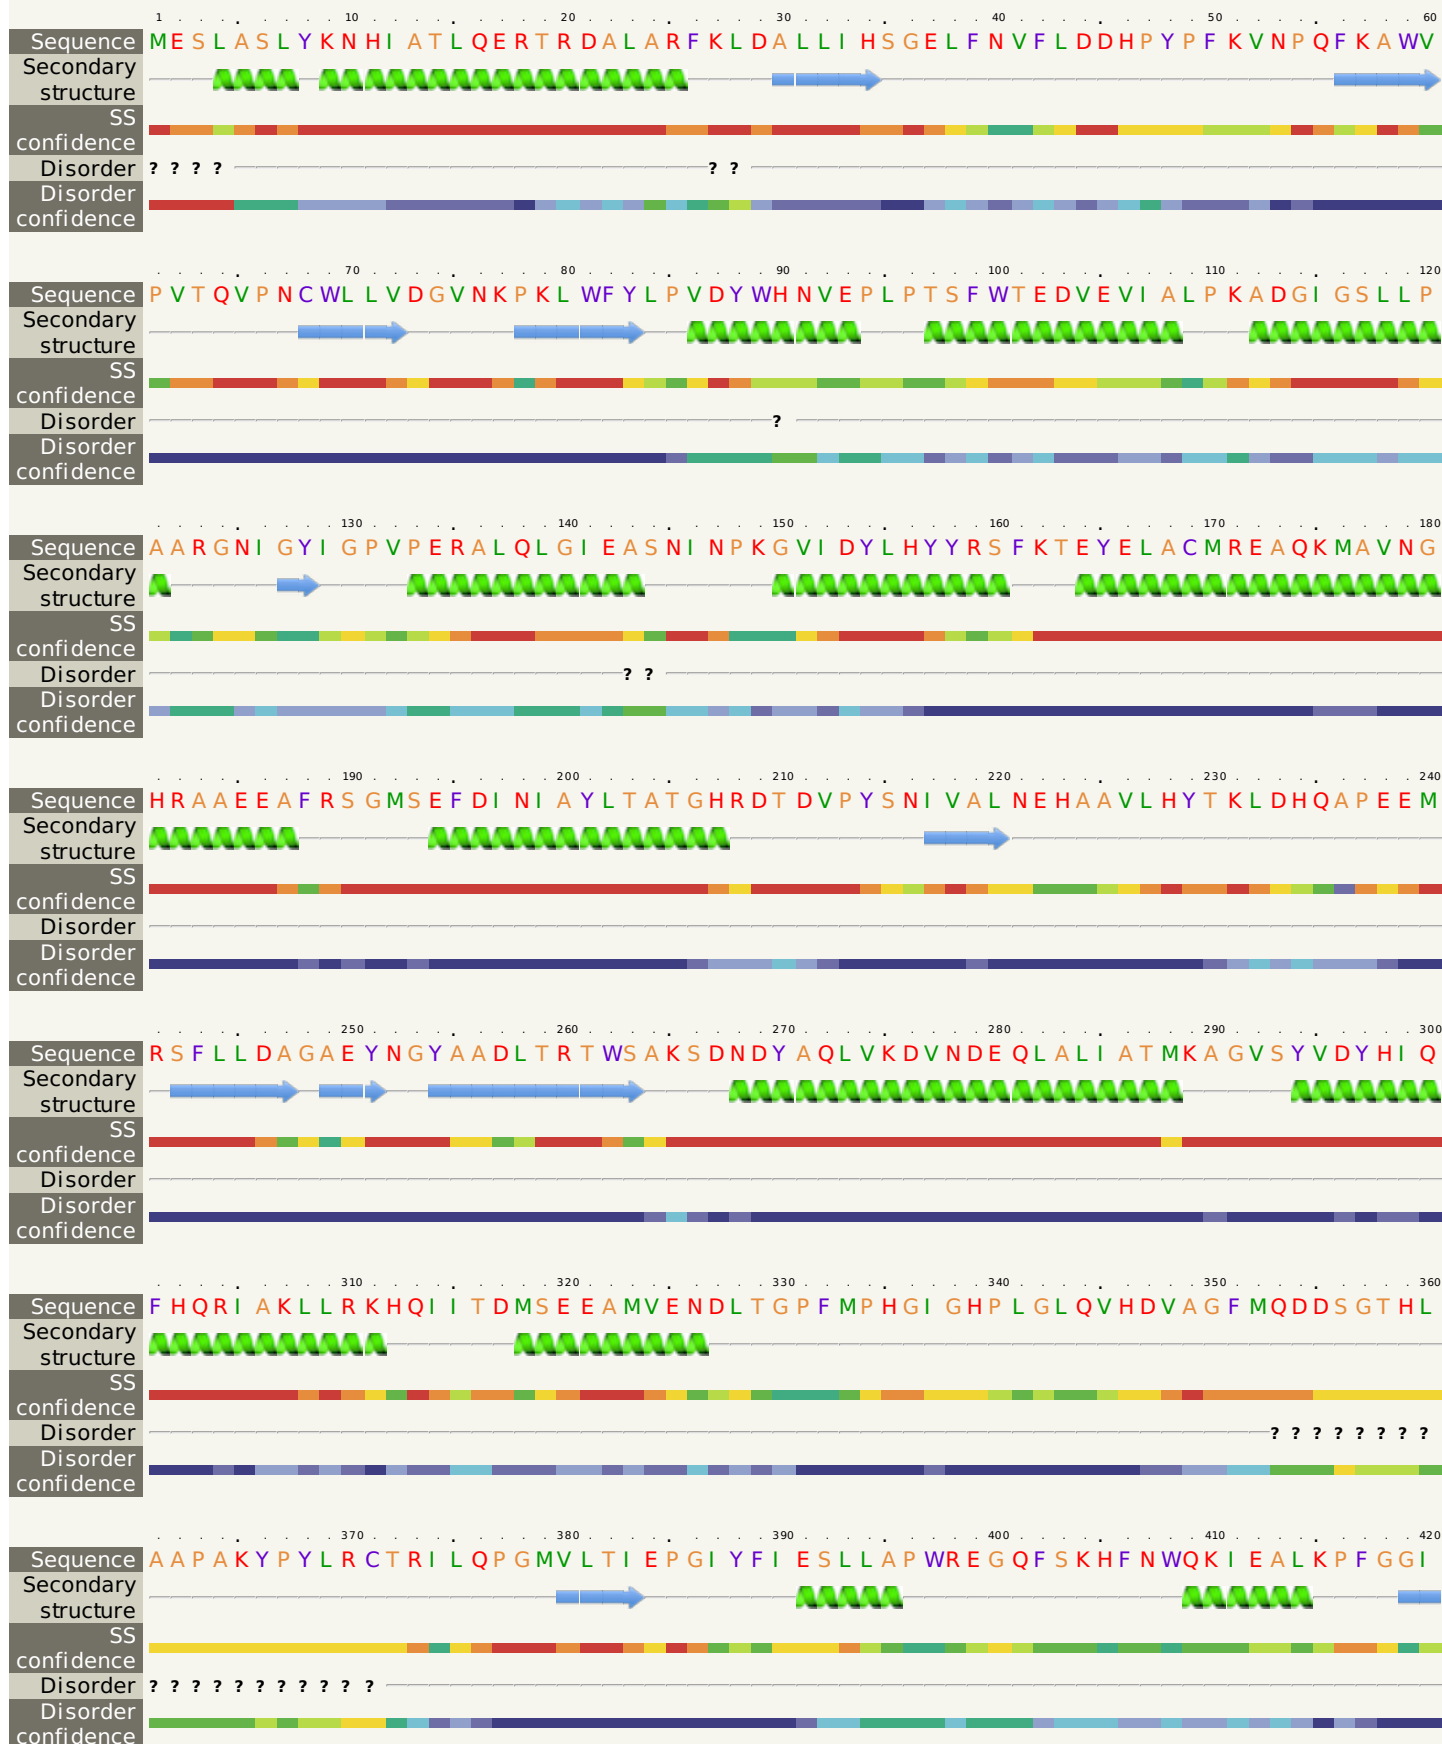 1 10 20 30 40 50 60
Sequence MESLASLYKNHIATLQERTRDALARFKLDALLIHSGELFNVFLDDHPYPFKVNPQFKAWV
Secondary
structure
SS
confidence
Disorder ? ? ? ? ? ?
Disorder
confidence
70 80 90 100 110 120
Sequence PVTQVPNCWLLVDGVNKPKLWFYLPVDYWHNVEPLPTSFWTEDVEVIALPKADGIGSLLP
Secondary
structure
SS
confidence
Disorder ?
Disorder
confidence
130 140 150 160 170 180
Sequence AARGNIGYIGPVPERALQLGIEASNINPKGVIDYLHYYRSFKTEYELACMREAQKMAVNG
Secondary
structure
SS
confidence
Disorder ? ?
Disorder
confidence
190 200 210 220 230 240
Sequence HRAAEEAFRSGMSEFDINIAYLTATGHRDTDVPYSNIVALNEHAAVLHYTKLDHQAPEEM
Secondary
structure
SS
confidence
Disorder
Disorder
confidence
250 260 270 280 290 300
Sequence RSFLLDAGAEYNGYAADLTRTWSAKSDNDYAQLVKDVNDEQLALIATMKAGVSYVDYHIQ
Secondary
structure
SS
confidence
Disorder
Disorder
confidence
310 320 330 340 350 360
Sequence FHQRIAKLLRKHQIITDMSEEAMVENDLTGPFMPHGIGHPLGLQVHDVAGFMQDDSGTHL
Secondary
structure
SS
confidence
Disorder ? ? ? ? ? ? ? ?
Disorder
confidence
370 380 390 400 410 420
Sequence AAPAKYPYLRCTRILQPGMVLTIEPGIYFIESLLAPWREGQFSKHFNWQKIEALKPFGGI
Secondary
structure
SS
confidence
Disorder ? ? ? ? ? ? ? ? ? ? ?
Disorder
confidence